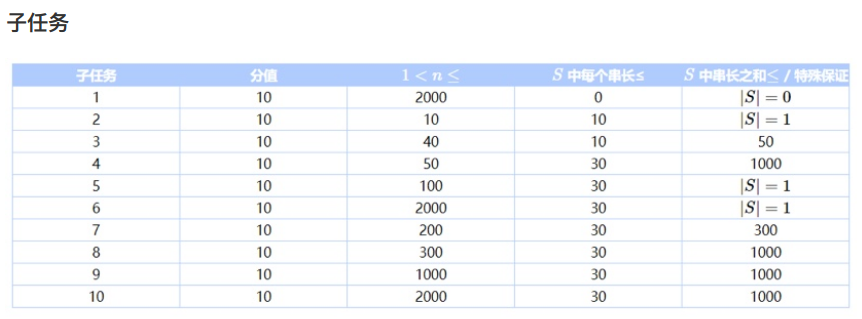 子任务
子任务 分值 1 < n ≤ S 中每个串长≤ S 中串长之和≤ / 特殊保证
1 10 2000 0 |S| = 0
2 10 10 10 |S| = 1
3 10 40 10 50
4 10 50 30 1000
5 10 100 30 |S| = 1
6 10 2000 30 |S| = 1
7 10 200 30 300
8 10 300 30 1000
9 10 1000 30 1000
10 10 2000 30 1000